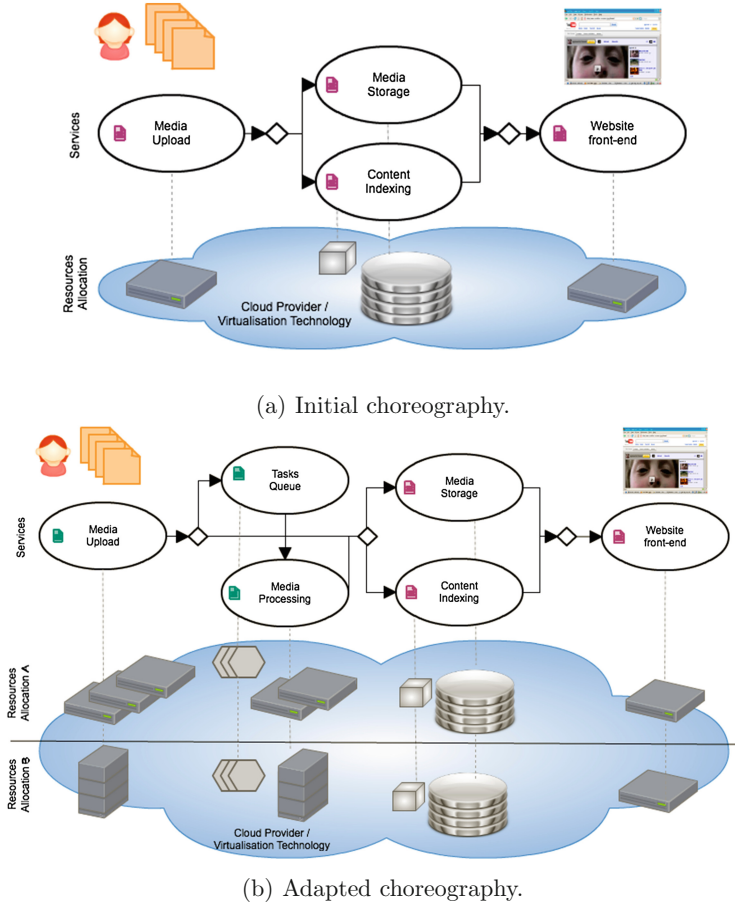 Services
Media
Upload
Media
Storage
Content
Indexing
Website
front-end
Resources
Allocation
Cloud Provider /
Virtualisation Technology
(a) Initial choreography.
Services
Media
Upload
Tasks
Queue
Media
Processing
Media
Storage
Content
Indexing
Website
front-end
Resources
Allocation A
Resources
Allocation B
Cloud Provider /
Virtualisation Technology
(b) Adapted choreography.